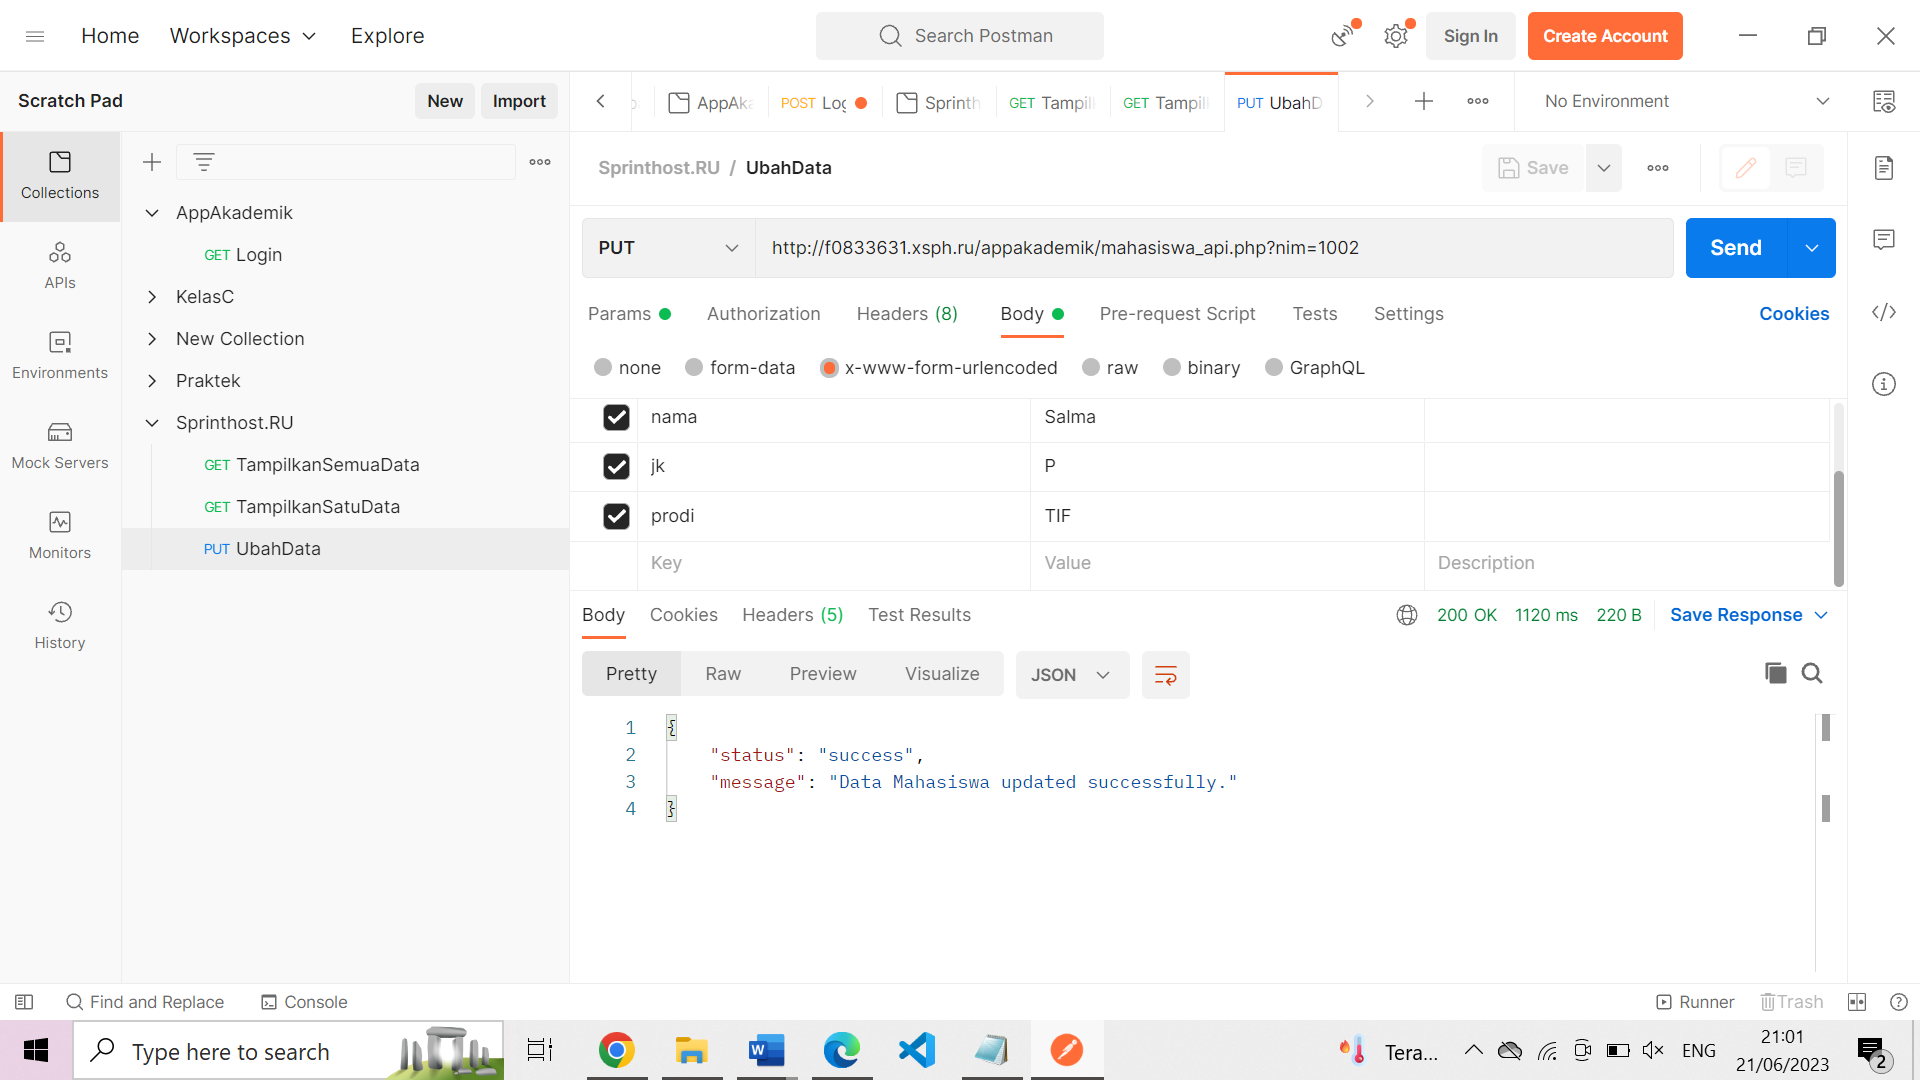 Home Workspaces Explore Search Postman Sign In Create Account
Scratch Pad New Import AppAka POST Log Sprinth GET Tampil GET Tampil PUT UbahD No Environment
Collections
APIs
Environments
Mock Servers
Monitors
History
AppAkademik
GET Login
KelasC
New Collection
Praktek
Sprinthost.RU
GET TampilkanSemuaData
GET TampilkanSatuData
PUT UbahData
Sprinthost.RU / UbahData Save
PUT http://f0833631.xsph.ru/appakademik/mahasiswa_api.php?nim=1002 Send
Params Authorization Headers (8) Body Pre-request Script Tests Settings Cookies
none form-data x-www-form-urlencoded raw binary GraphQL
nama Salma
jk P
prodi TIF
Key Value Description
Body Cookies Headers (5) Test Results 200 OK 1120 ms 220 B Save Response
Pretty Raw Preview Visualize JSON
1 {
2 "status": "success",
3 "message": "Data Mahasiswa updated successfully."
4 }
Find and Replace Console Runner Trash
Type here to search Tera... ENG 21:01
21/06/2023 2